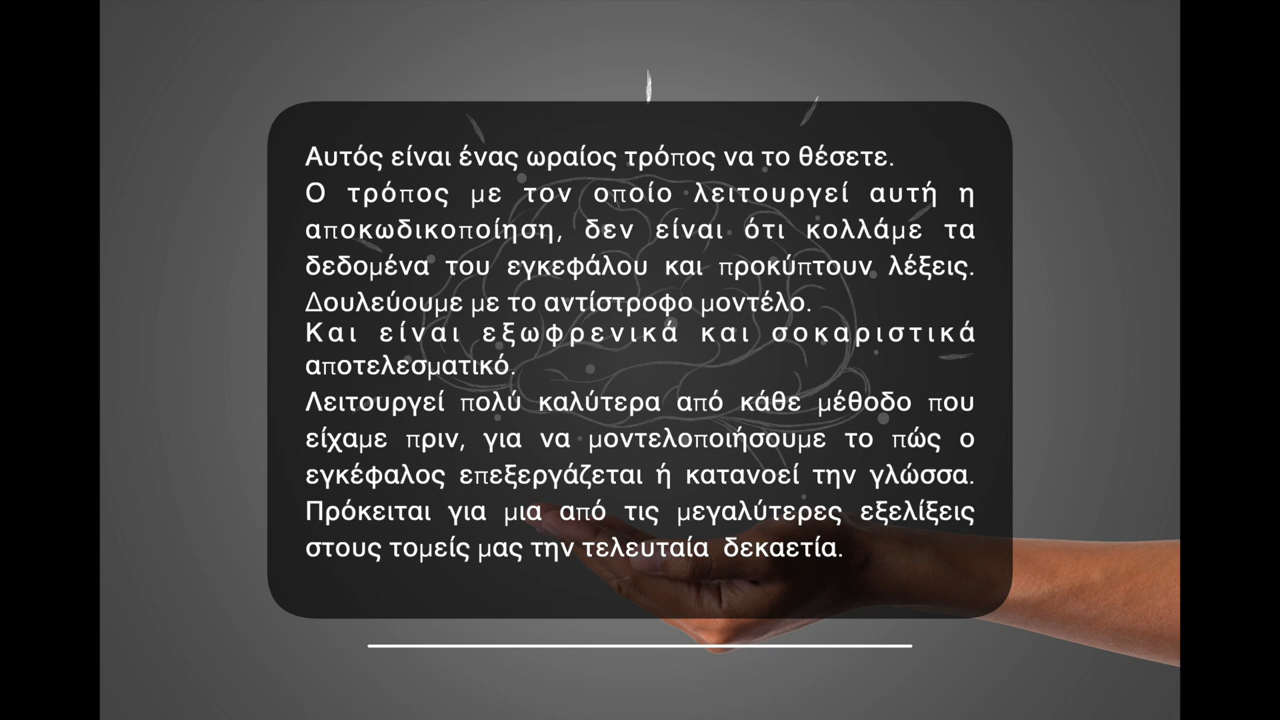 Αυτός είναι ένας ωραίος τρόπος να το θέσετε.
Ο τρόπος με τον οποίο λειτουργεί αυτή η
αποκωδικοποίηση, δεν είναι ότι κολλάμε τα
δεδομένα του εγκεφάλου και προκύπτουν λέξεις.
Δουλεύουμε με το αντίστροφο μοντέλο.
Και είναι εξωφρενικά και σοκαριστικά
αποτελεσματικό.
Λειτουργεί πολύ καλύτερα από κάθε μέθοδο που
είχαμε πριν, για να μοντελοποιήσουμε το πώς ο
εγκέφαλος επεξεργάζεται ή κατανοεί την γλώσσα.
Πρόκειται για μια από τις μεγαλύτερες εξελίξεις
στους τομείς μας την τελευταία δεκαετία.